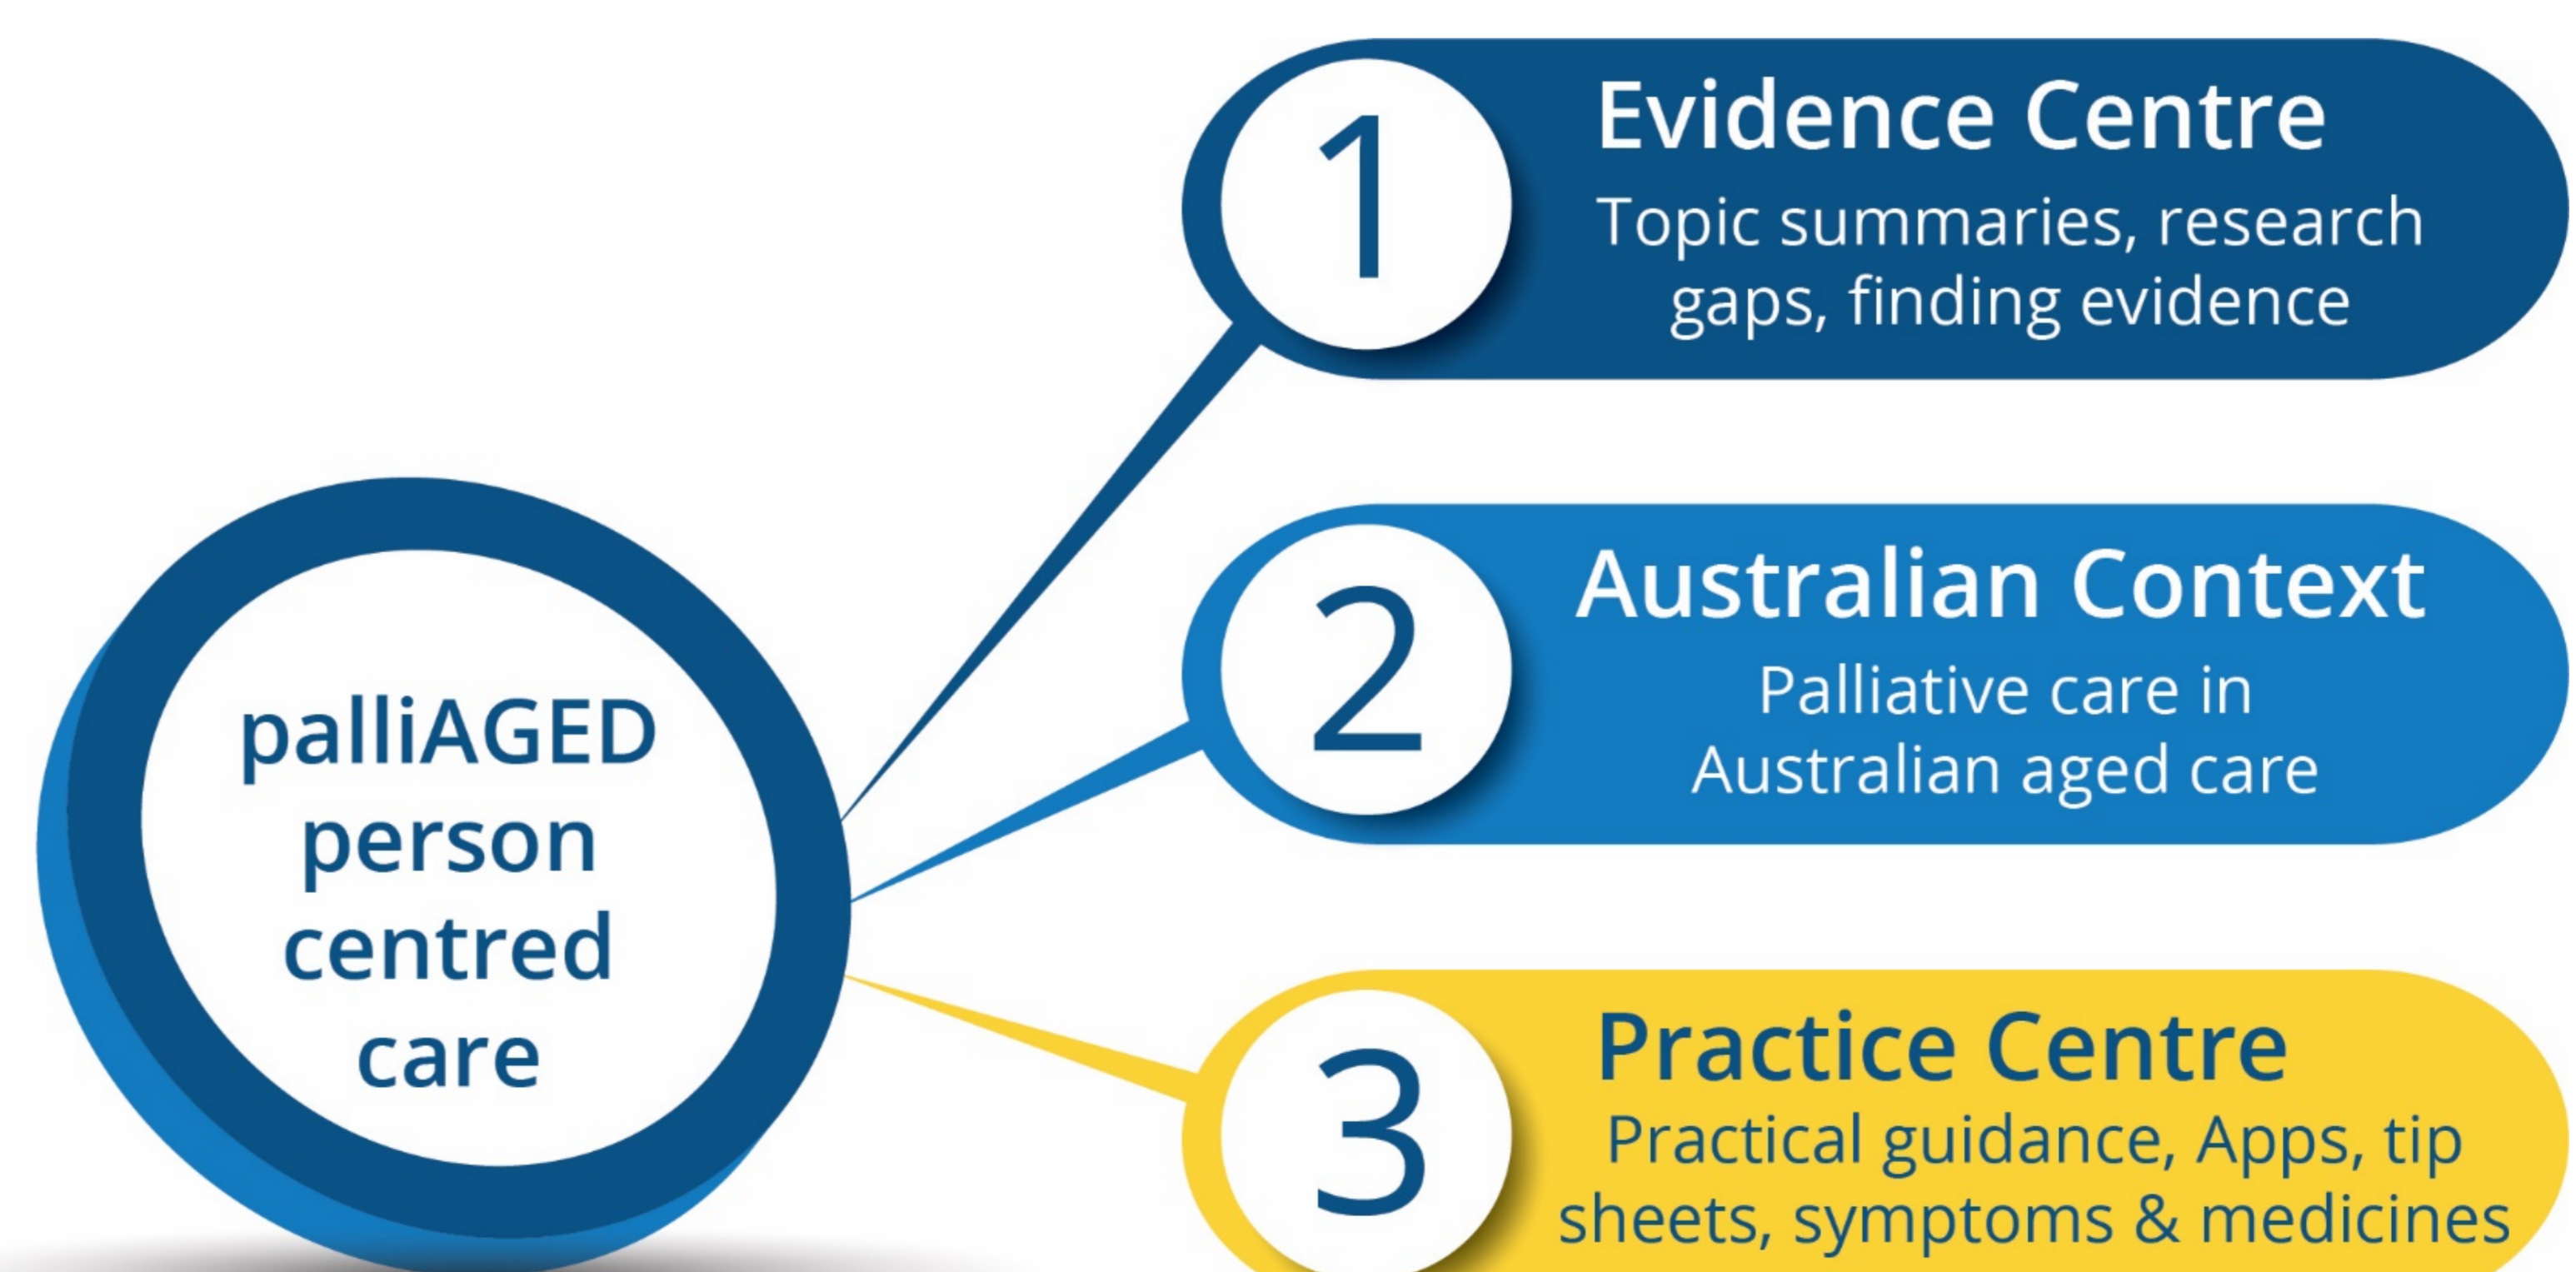 palliAGED
person
centred
care
1
Evidence Centre
Topic summaries, research
gaps, finding evidence
2
Australian Context
Palliative care in
Australian aged care
3
Practice Centre
Practical guidance, Apps, tip
sheets, symptoms & medicines